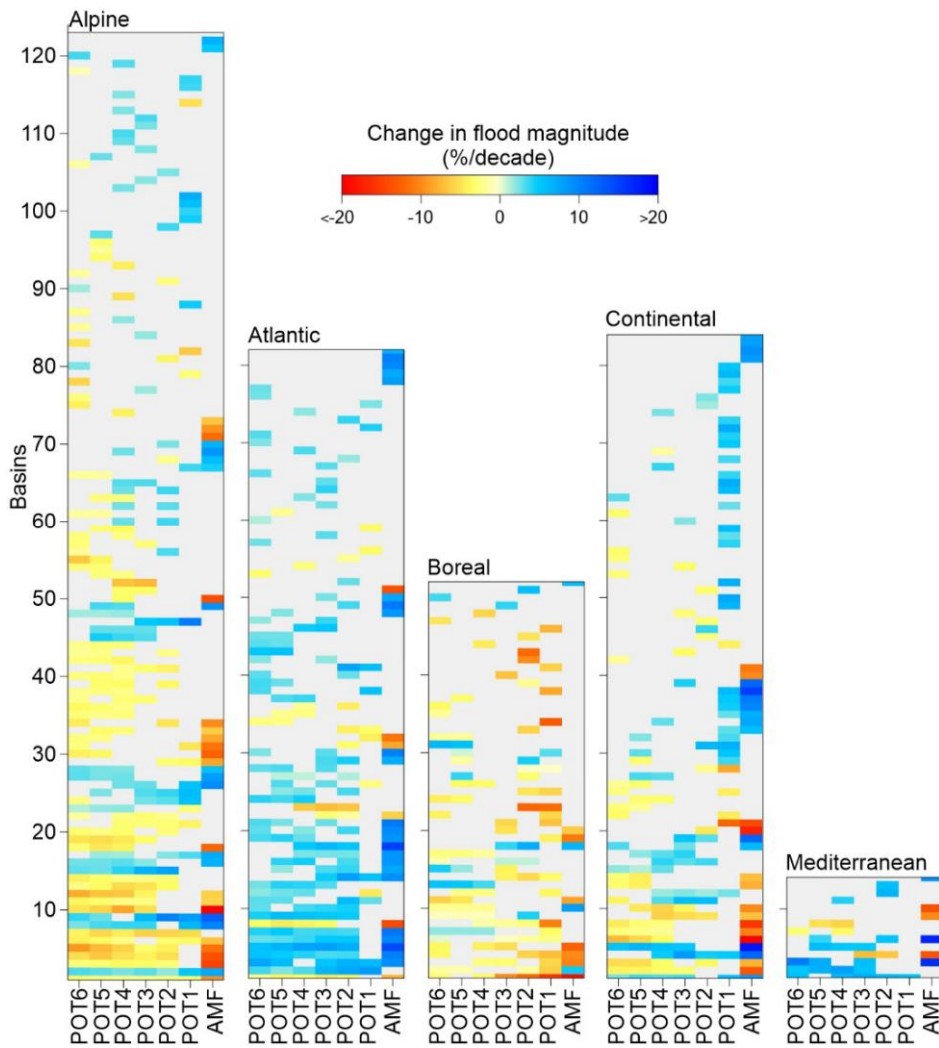 Alpine
120
110
100
90
80
70
60
50
40
30
20
10
Basins
Change in flood magnitude
(%/decade)
<-20 -10 0 10 >20
Atlantic
Continental
Boreal
Mediterranean
POT6 POT5 POT4 POT3 POT2 POT1 AMF
POT6 POT5 POT4 POT3 POT2 POT1 AMF
POT6 POT5 POT4 POT3 POT2 POT1 AMF
POT6 POT5 POT4 POT3 POT2 POT1 AMF
POT6 POT5 POT4 POT3 POT2 POT1 AMF